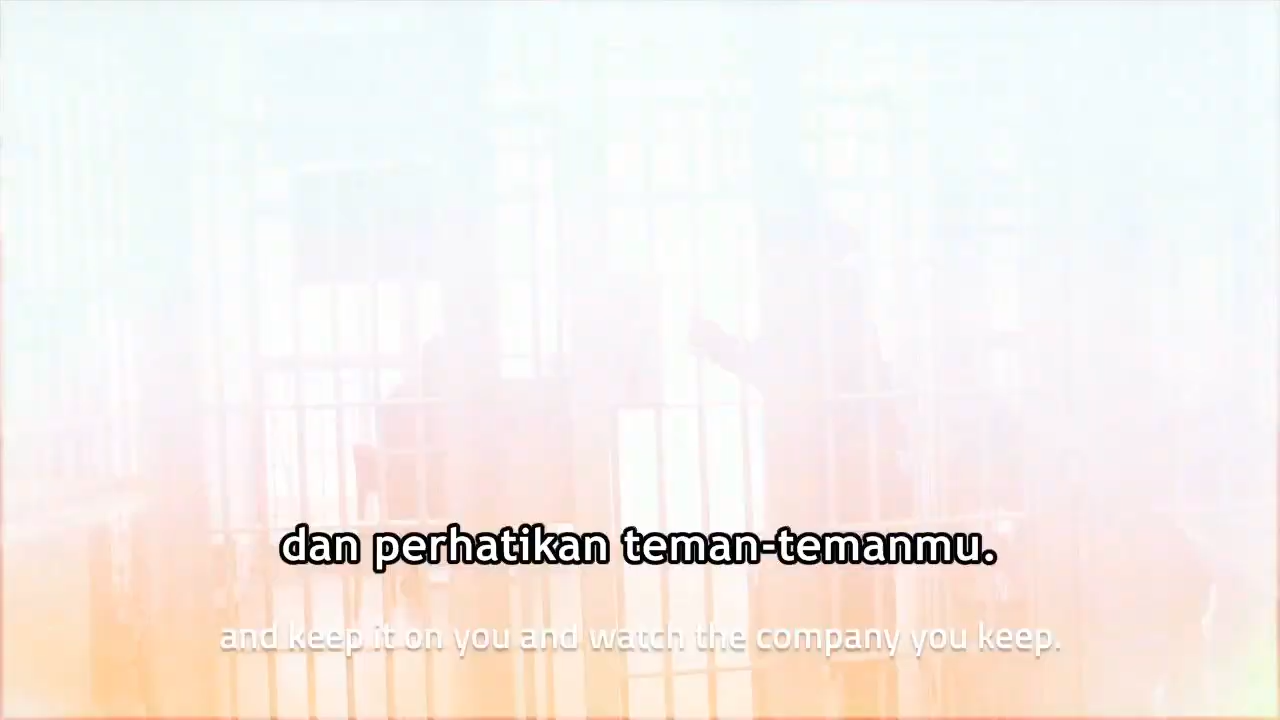 dan perhatikan teman-temanmu.
and keep it on you and watch the company you keep.